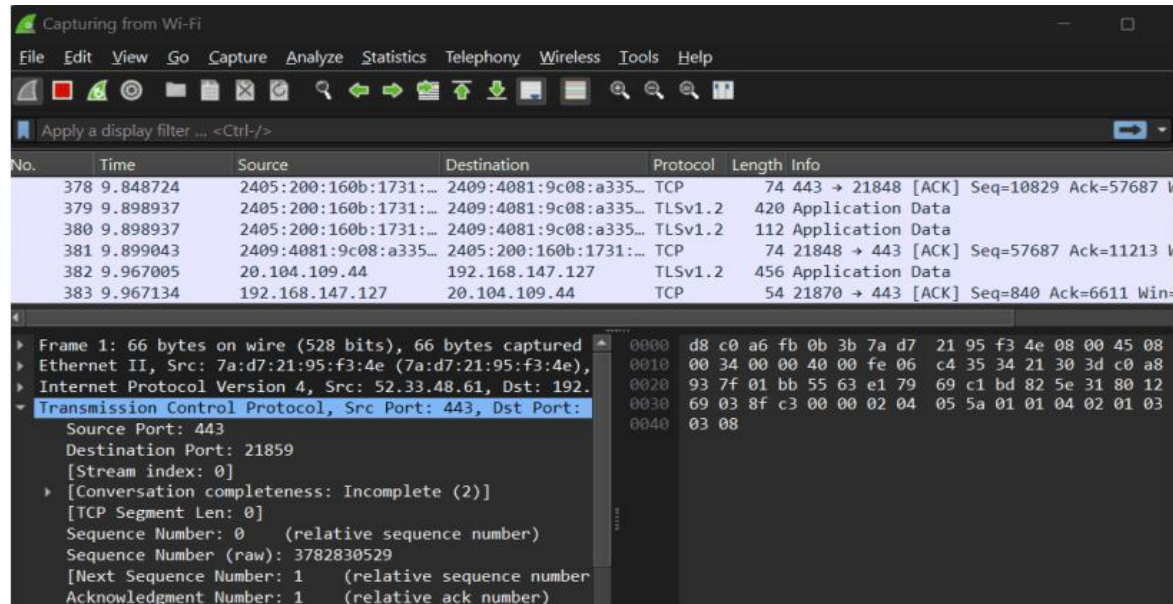 Capturing from Wi-Fi
File Edit View Go Capture Analyze Statistics Telephony Wireless Tools Help
Apply a display filter ... <Ctrl-/>
No. Time Source Destination Protocol Length Info
378 9.848724 2405:200:160b:1731:… 2409:4081:9c08:a335… TCP 74 443 → 21848 [ACK] Seq=10829 Ack=57687 W
379 9.898937 2405:200:160b:1731:… 2409:4081:9c08:a335… TLSv1.2 420 Application Data
380 9.898937 2405:200:160b:1731:… 2409:4081:9c08:a335… TLSv1.2 112 Application Data
381 9.899043 2409:4081:9c08:a335… 2405:200:160b:1731:… TCP 74 21848 → 443 [ACK] Seq=57687 Ack=11213 W
382 9.967005 20.104.109.44 192.168.147.127 TLSv1.2 456 Application Data
383 9.967134 192.168.147.127 20.104.109.44 TCP 54 21870 → 443 [ACK] Seq=840 Ack=6611 Win=
Frame 1: 66 bytes on wire (528 bits), 66 bytes captured
Ethernet II, Src: 7a:d7:21:95:f3:4e (7a:d7:21:95:f3:4e),
Internet Protocol Version 4, Src: 52.33.48.61, Dst: 192.
Transmission Control Protocol, Src Port: 443, Dst Port:
Source Port: 443
Destination Port: 21859
[Stream index: 0]
[Conversation completeness: Incomplete (2)]
[TCP Segment Len: 0]
Sequence Number: 0 (relative sequence number)
Sequence Number (raw): 3782830529
[Next Sequence Number: 1 (relative sequence number
Acknowledgment Number: 1 (relative ack number)
0000 d8 c0 a6 fb 0b 3b 7a d7 21 95 f3 4e 08 00 45 08
0010 00 34 00 00 40 00 fe 06 c4 35 34 21 30 3d c0 a8
0020 93 7f 01 bb 55 63 e1 79 69 c1 bd 82 5e 31 80 12
0030 69 03 8f c3 00 00 02 04 05 5a 01 01 04 02 01 03
0040 03 08